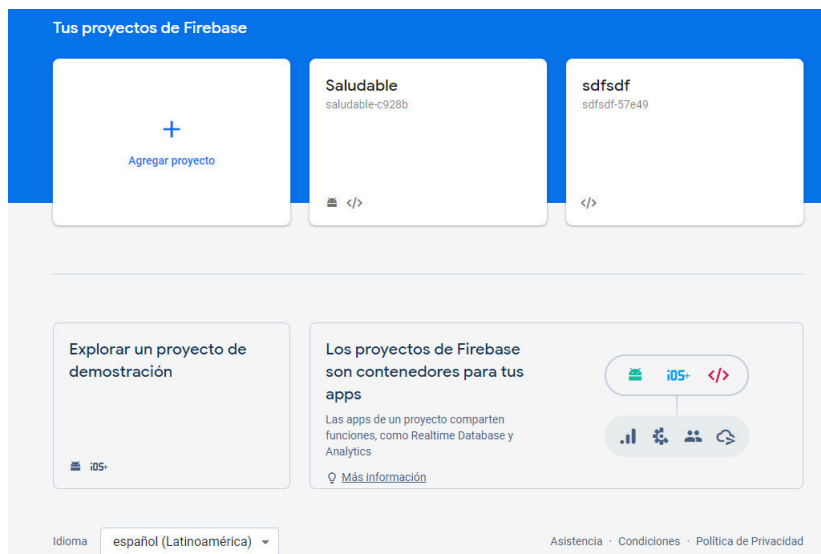 Tus proyectos de Firebase
+
Agregar proyecto
Saludable
saludable-c928b
</>
sdfsdf
sdfsdf-57e49
</>
Explorar un proyecto de
demostración
iOS+
Los proyectos de Firebase
son contenedores para tus
apps
Las apps de un proyecto comparten
funciones, como Realtime Database y
Analytics
Más información
iOS+ </>
Idioma español (Latinoamérica)
Asistencia · Condiciones · Política de Privacidad